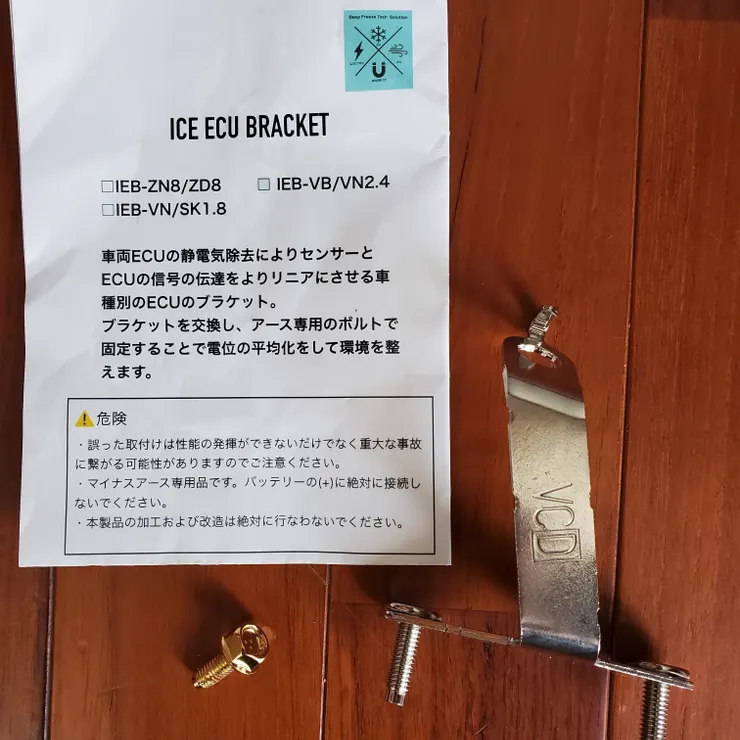 Deep Freeze Tech Solution
ICE ECU BRACKET
□IEB-ZN8/ZD8 □ IEB-VB/VN2.4
□IEB-VN/SK1.8
車両ECUの静電気除去によりセンサーと
ECUの信号の伝達をよりリニアにさせる車
種別のECUのブラケット。
ブラケットを交換し、アース専用のボルトで
固定することで電位の平均化をして環境を整
えます。
危険
・誤った取付けは性能の発揮ができないだけでなく重大な事故
に繋がる可能性がありますのでご注意ください。
・マイナスアース専用品です。バッテリーの(+)に絶対に接続し
ないでください。
・本製品の加工および改造は絶対に行なわないでください。
VCD